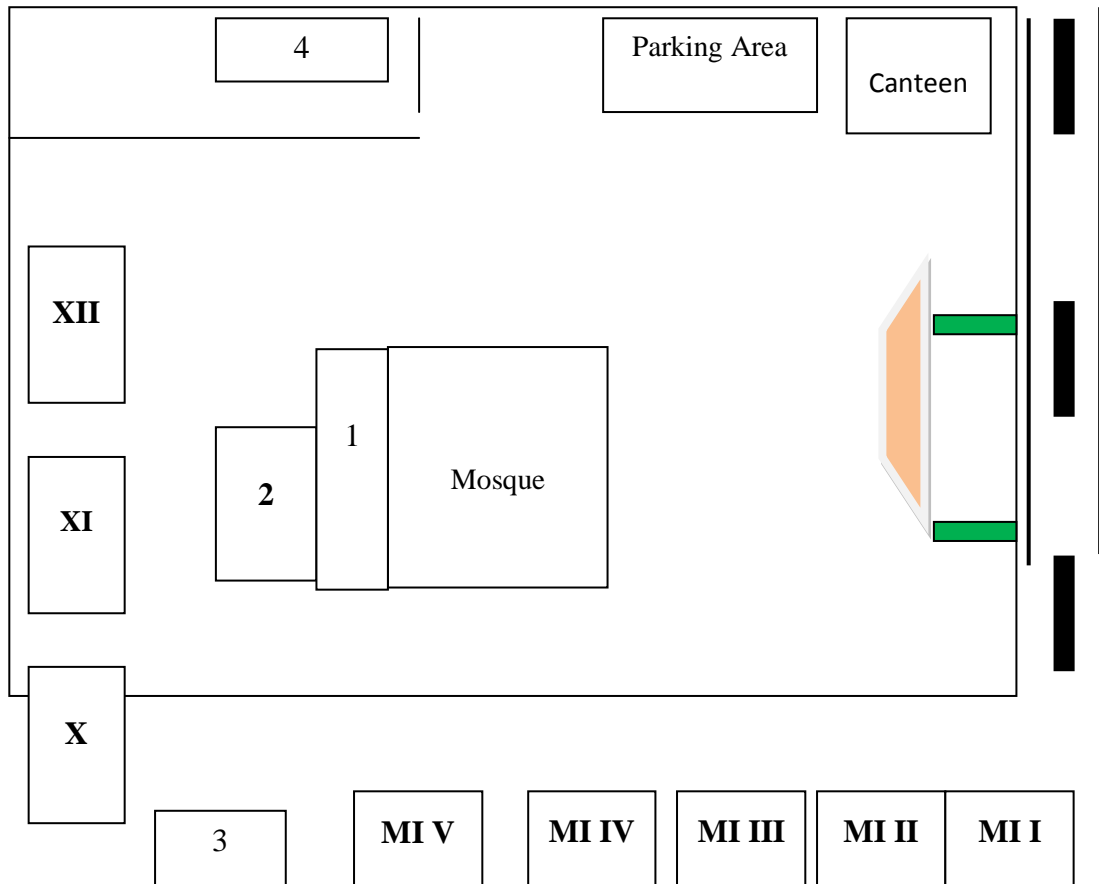 4
Parking Area
Canteen
XII
1
Mosque
2
XI
X
3
MI V
MI IV
MI III
MI II
MI I